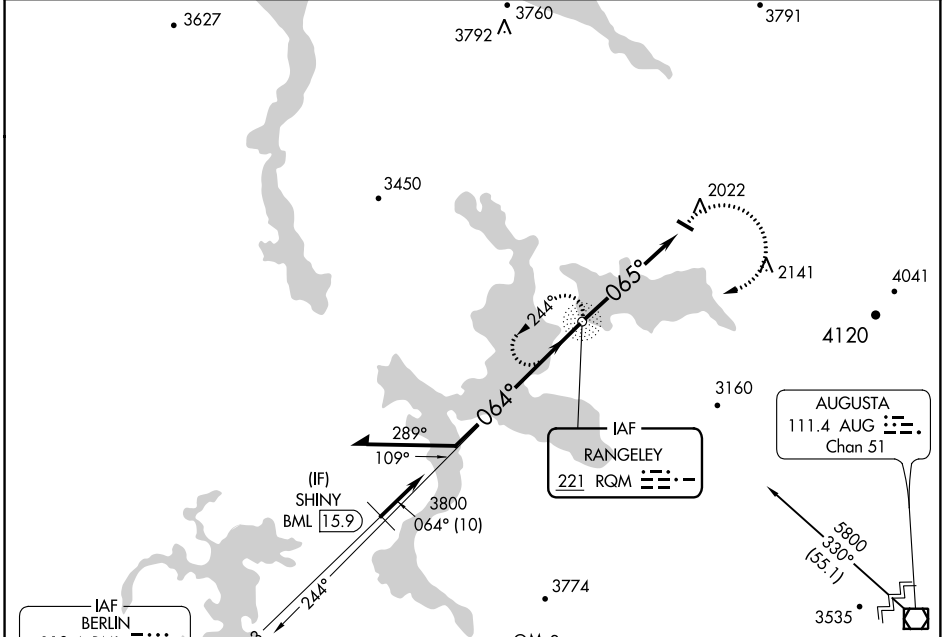 3627
3760
3792
3791
3450
2022
2141
4041
4120
065°
244°
064°
3160
AUGUSTA
111.4 AUG
Chan 51
IAF
RANGELEY
221 RQM
289°
109°
(IF)
SHINY
BML 15.9
3800
064° (10)
5800
330°
(55.1)
244°
3774
3535
IAF
BERLIN